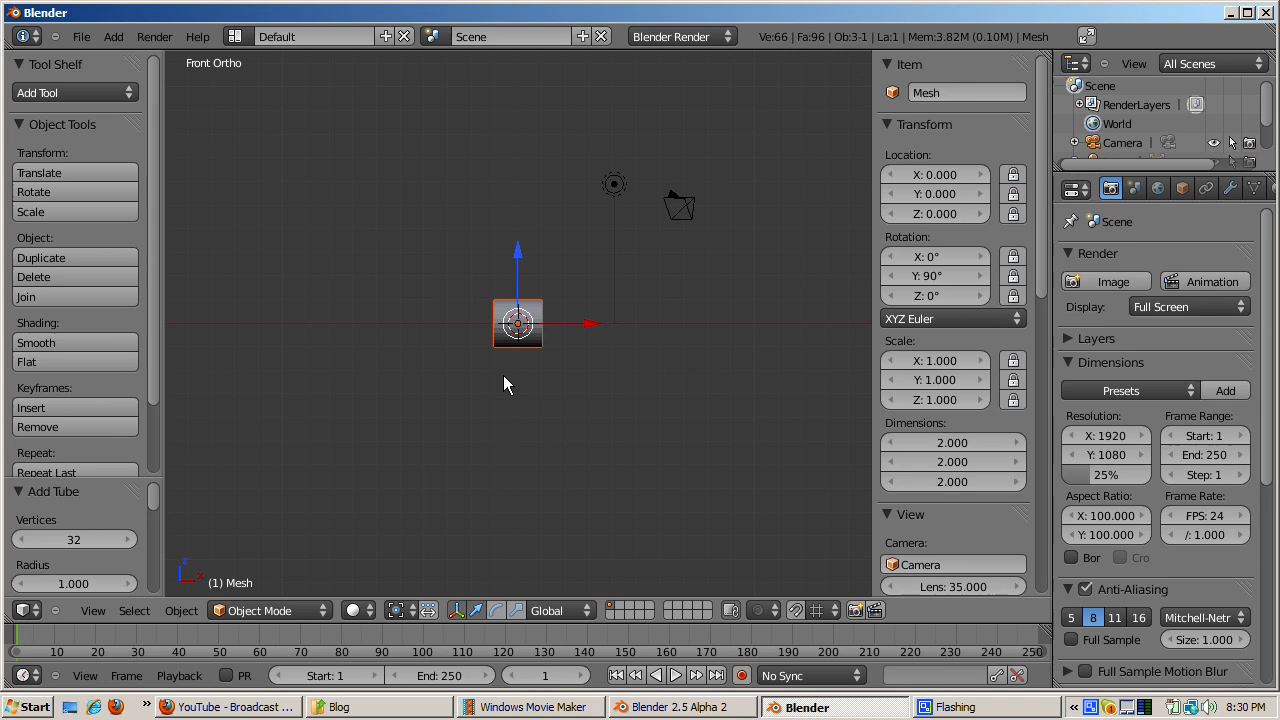 Blender
File Add Render Help Default Scene Blender Render Ve:66 | Fa:96 | Ob:3-1 | La:1 | Mem:3.82M (0.10M) | Mesh
Tool Shelf
Add Tool
Object Tools
Transform:
Translate
Rotate
Scale
Object:
Duplicate
Delete
Join
Shading:
Smooth
Flat
Keyframes:
Insert
Remove
Repeat:
Repeat Last
Add Tube
Vertices
32
Radius
1.000
Front Ortho
z
x
(1) Mesh
Item
Mesh
Transform
Location:
X: 0.000
Y: 0.000
Z: 0.000
Rotation:
X: 0°
Y: 90°
Z: 0°
XYZ Euler
Scale:
X: 1.000
Y: 1.000
Z: 1.000
Dimensions:
2.000
2.000
2.000
View
Camera:
Camera
Lens: 35.000
View All Scenes
Scene
RenderLayers
World
Camera
Scene
Render
Image Animation
Display: Full Screen
Layers
Dimensions
Presets Add
Resolution: Frame Range:
X: 1920 Start: 1
Y: 1080 End: 250
25% Step: 1
Aspect Ratio: Frame Rate:
X: 100.000 FPS: 24
Y: 100.000 /: 1.000
Bor Cro
Anti-Aliasing
5 8 11 16 Mitchell-Netr
Full Sample Size: 1.000
Full Sample Motion Blur
View Select Object Object Mode Global
10 20 30 40 50 60 70 80 90 100 110 120 130 140 150 160 170 180 190 200 210 220 230 240 250
View Frame Playback PR Start: 1 End: 250 1 No Sync
Start YouTube - Broadcast ... Blog Windows Movie Maker Blender 2.5 Alpha 2 Blender Flashing 8:30 PM